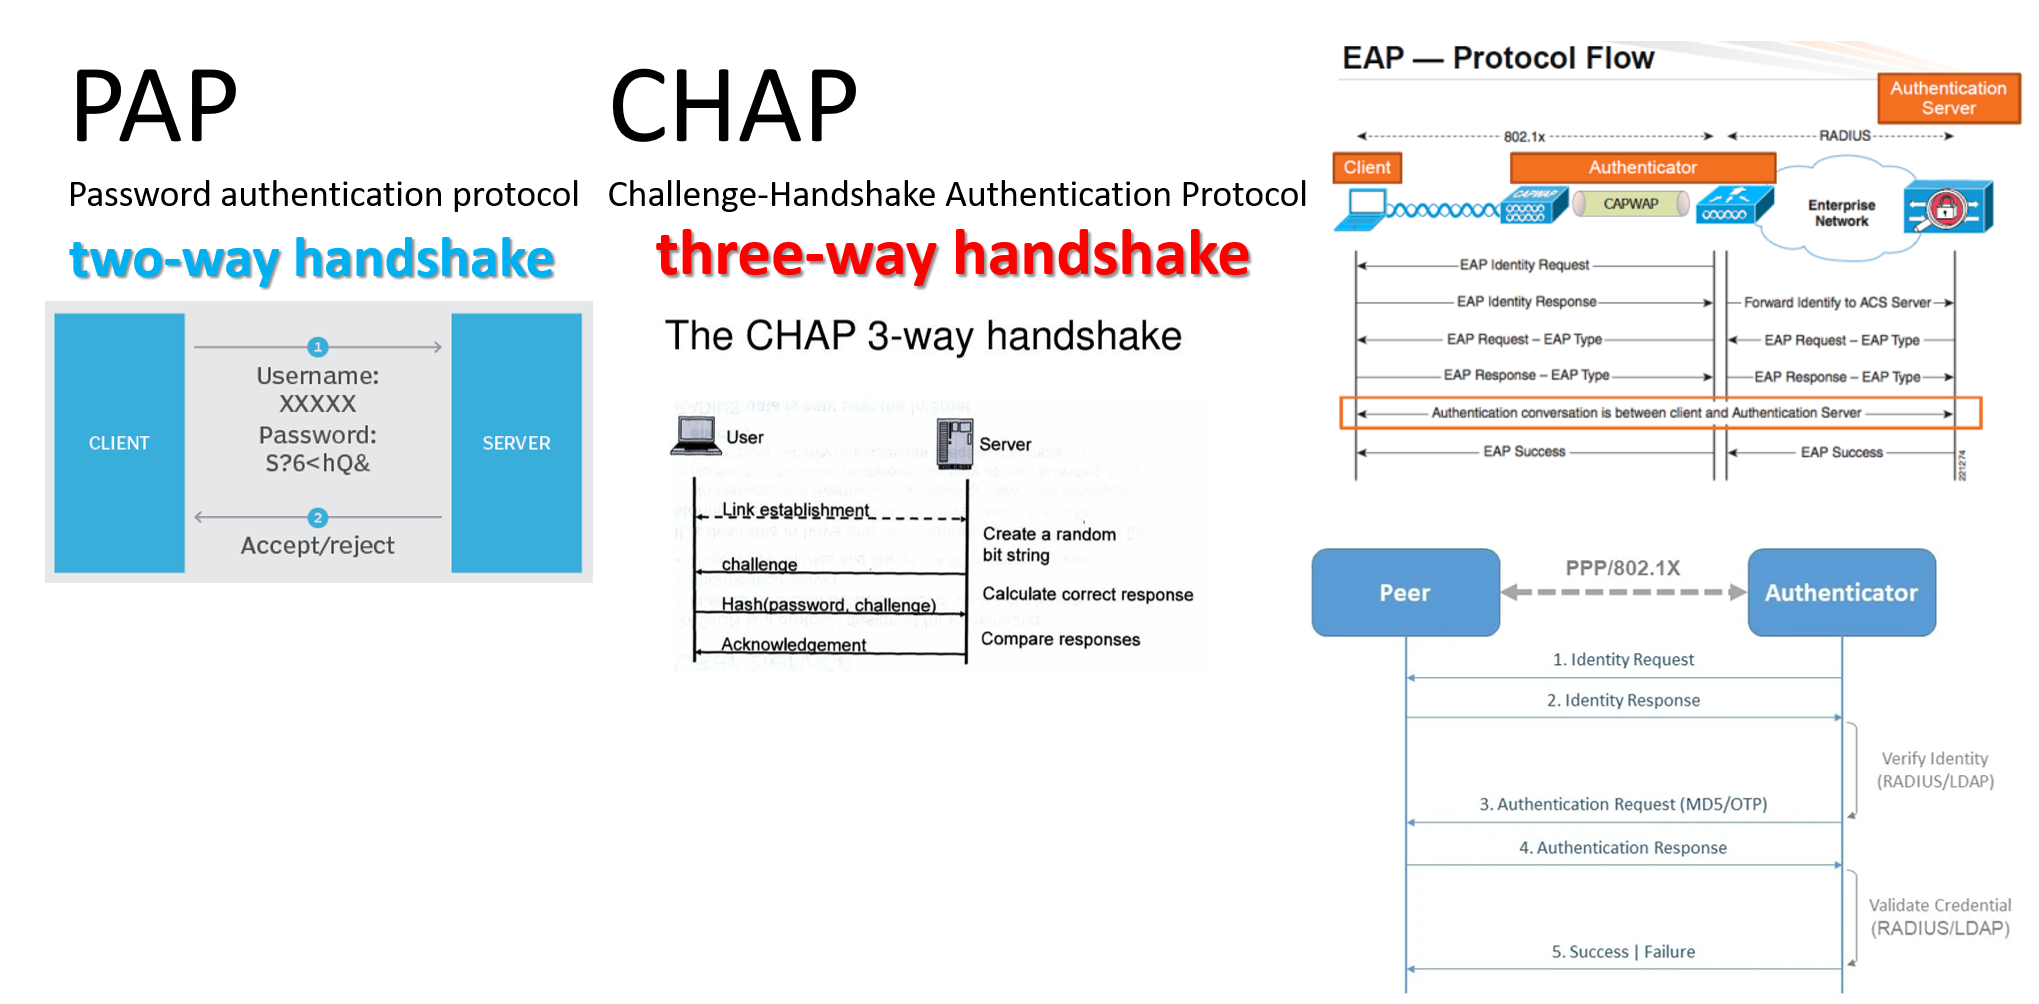 PAP
Password authentication protocol
two-way handshake
CLIENT
1
Username:
XXXXX
Password:
S?6<hQ&
2
Accept/reject
SERVER
CHAP
Challenge-Handshake Authentication Protocol
three-way handshake
The CHAP 3-way handshake
User
Server
Link establishment
Create a random
bit string
challenge
Calculate correct response
Hash(password, challenge)
Compare responses
Acknowledgement
EAP — Protocol Flow
Authentication
Server
802.1x
RADIUS
Client
Authenticator
CAPWAP
CAPWAP
Enterprise
Network
EAP Identity Request
EAP Identity Response
Forward Identify to ACS Server
EAP Request – EAP Type
EAP Request – EAP Type
EAP Response – EAP Type
EAP Response – EAP Type
Authentication conversation is between client and Authentication Server
EAP Success
EAP Success
221274
Peer
PPP/802.1X
Authenticator
1. Identity Request
2. Identity Response
Verify Identity
(RADIUS/LDAP)
3. Authentication Request (MD5/OTP)
4. Authentication Response
Validate Credential
(RADIUS/LDAP)
5. Success | Failure